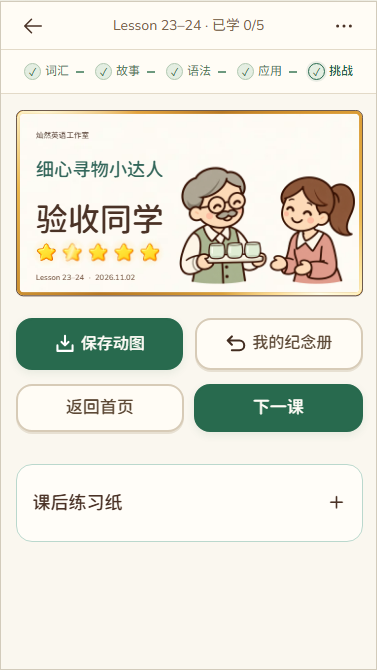 Lesson 23–24 · 已学 0/5
词汇 – 故事 – 语法 – 应用 – 挑战
灿然英语工作室
细心寻物小达人
验收同学
Lesson 23–24 · 2026.11.02
保存动图
我的纪念册
返回首页
下一课
课后练习纸 +